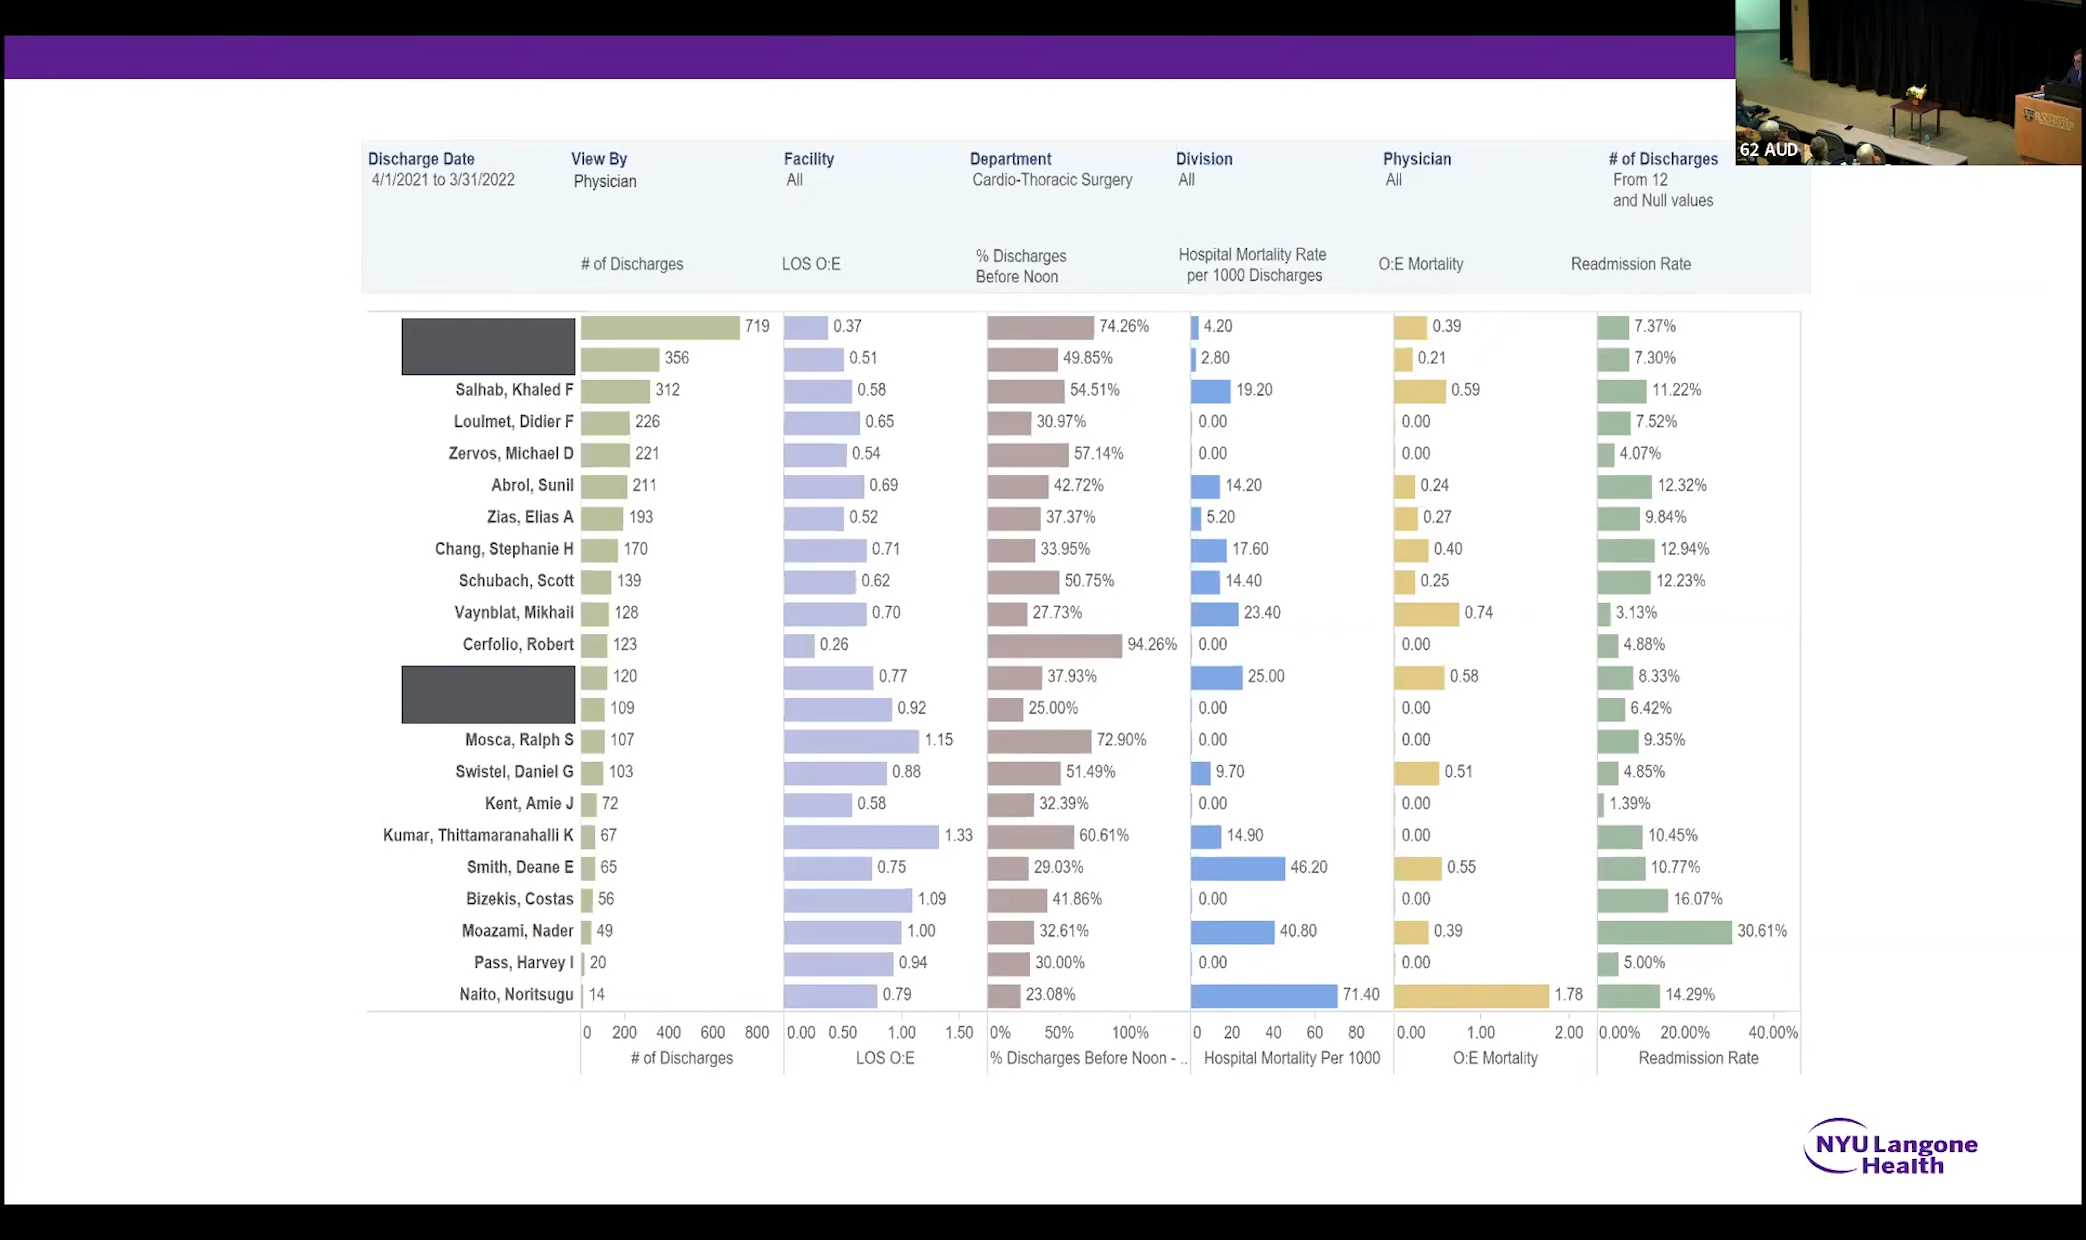 62 AUD
Discharge Date View By Facility Department Division Physician # of Discharges
4/1/2021 to 3/31/2022 Physician All Cardio-Thoracic Surgery All All From 12
and Null values
# of Discharges LOS O:E % Discharges Before Noon Hospital Mortality Rate per 1000 Discharges O:E Mortality Readmission Rate
719 0.37 74.26% 4.20 0.39 7.37%
356 0.51 49.85% 2.80 0.21 7.30%
Salhab, Khaled F 312 0.58 54.51% 19.20 0.59 11.22%
Loulmet, Didier F 226 0.65 30.97% 0.00 0.00 7.52%
Zervos, Michael D 221 0.54 57.14% 0.00 0.00 4.07%
Abrol, Sunil 211 0.69 42.72% 14.20 0.24 12.32%
Zias, Elias A 193 0.52 37.37% 5.20 0.27 9.84%
Chang, Stephanie H 170 0.71 33.95% 17.60 0.40 12.94%
Schubach, Scott 139 0.62 50.75% 14.40 0.25 12.23%
Vaynblat, Mikhail 128 0.70 27.73% 23.40 0.74 3.13%
Cerfolio, Robert 123 0.26 94.26% 0.00 0.00 4.88%
120 0.77 37.93% 25.00 0.58 8.33%
109 0.92 25.00% 0.00 0.00 6.42%
Mosca, Ralph S 107 1.15 72.90% 0.00 0.00 9.35%
Swistel, Daniel G 103 0.88 51.49% 9.70 0.51 4.85%
Kent, Amie J 72 0.58 32.39% 0.00 0.00 1.39%
Kumar, Thittamaranahalli K 67 1.33 60.61% 14.90 0.00 10.45%
Smith, Deane E 65 0.75 29.03% 46.20 0.55 10.77%
Bizekis, Costas 56 1.09 41.86% 0.00 0.00 16.07%
Moazami, Nader 49 1.00 32.61% 40.80 0.39 30.61%
Pass, Harvey I 20 0.94 30.00% 0.00 0.00 5.00%
Naito, Noritsugu 14 0.79 23.08% 71.40 1.78 14.29%
0 200 400 600 800 0.00 0.50 1.00 1.50 0% 50% 100% 0 20 40 60 80 0.00 1.00 2.00 0.00% 20.00% 40.00%
# of Discharges LOS O:E % Discharges Before Noon - .. Hospital Mortality Per 1000 O:E Mortality Readmission Rate
NYU Langone
Health